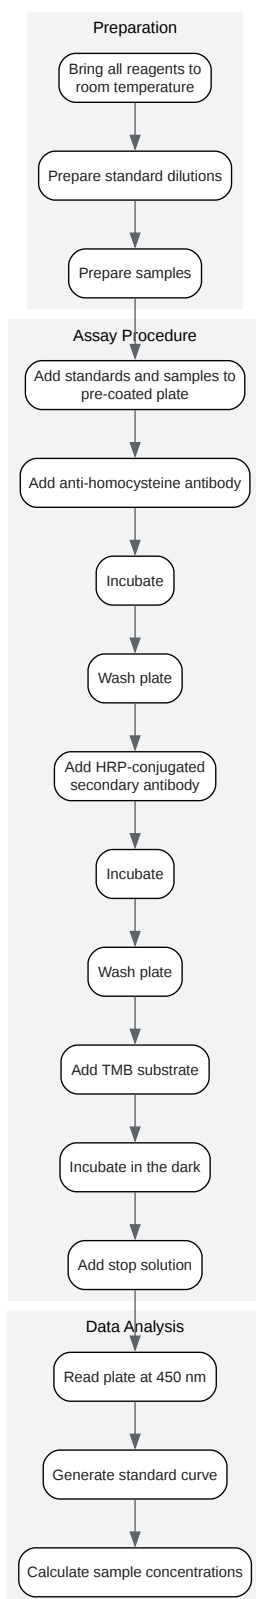 Preparation
Bring all reagents to
room temperature
Prepare standard dilutions
Prepare samples
Assay Procedure
Add standards and samples to
pre-coated plate
Add anti-homocysteine antibody
Incubate
Wash plate
Add HRP-conjugated
secondary antibody
Incubate
Wash plate
Add TMB substrate
Incubate in the dark
Add stop solution
Data Analysis
Read plate at 450 nm
Generate standard curve
Calculate sample concentrations